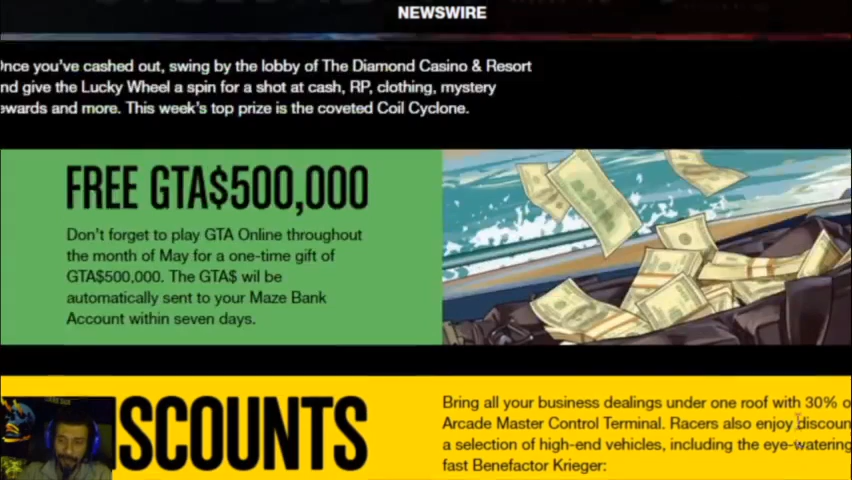 NEWSWIRE
Once you've cashed out, swing by the lobby of The Diamond Casino & Resort
nd give the Lucky Wheel a spin for a shot at cash, RP, clothing, mystery
ewards and more. This week's top prize is the coveted Coil Cyclone.
FREE GTA$500,000
Don't forget to play GTA Online throughout
the month of May for a one-time gift of
GTA$500,000. The GTA$ will be
automatically sent to your Maze Bank
Account within seven days.
SCOUNTS
Bring all your business dealings under one roof with 30% o
Arcade Master Control Terminal. Racers also enjoy discoun
a selection of high-end vehicles, including the eye-watering
fast Benefactor Krieger: